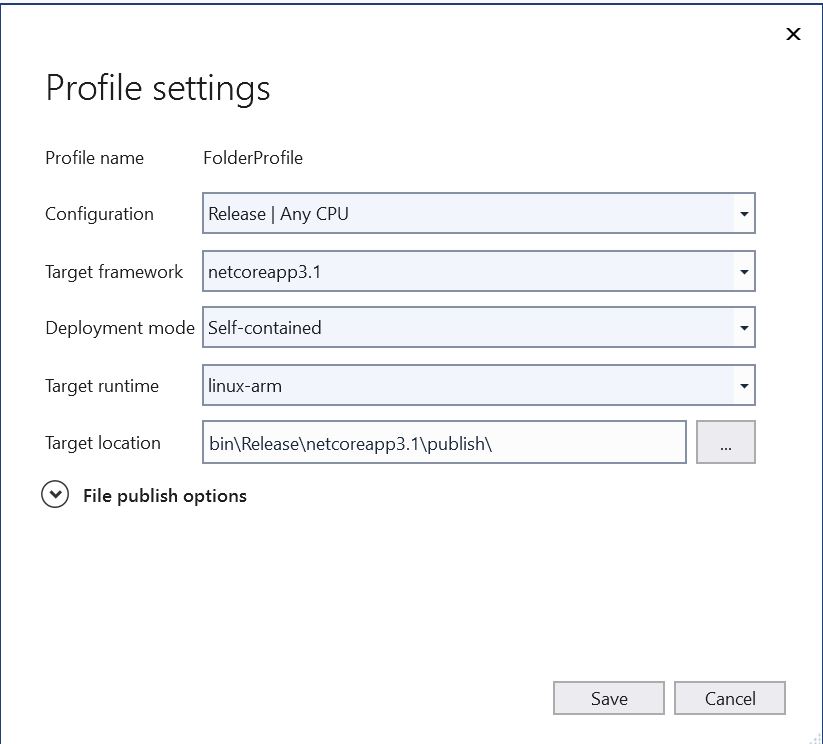 Profile settings
Profile name FolderProfile
Configuration Release | Any CPU
Target framework netcoreapp3.1
Deployment mode Self-contained
Target runtime linux-arm
Target location bin\Release\netcoreapp3.1\publish\ ...
File publish options
Save Cancel